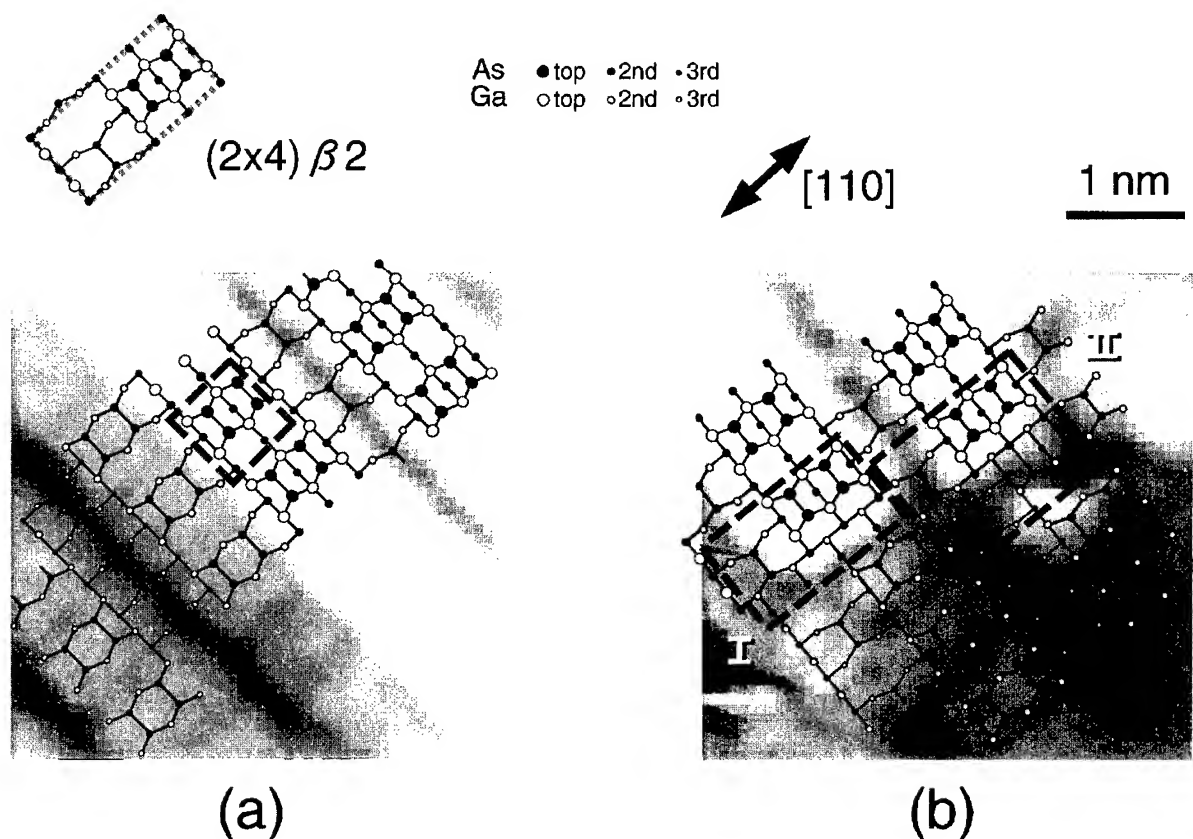 As ●top •2nd ·3rd
Ga ○top ∘2nd ∘3rd
(2x4) β2
[110]
1 nm
II
I
(a)
(b)